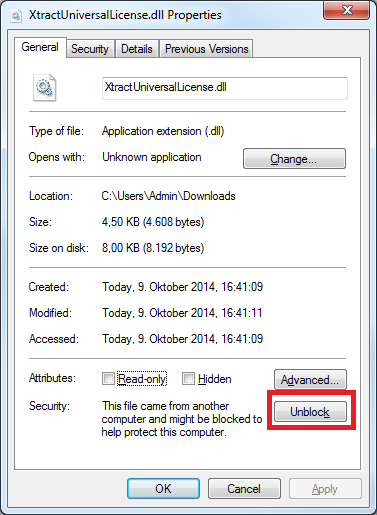 XtractUniversalLicense.dll Properties
General Security Details Previous Versions
XtractUniversalLicense.dll
Type of file: Application extension (.dll)
Opens with: Unknown application Change...
Location: C:\Users\Admin\Downloads
Size: 4,50 KB (4.608 bytes)
Size on disk: 8,00 KB (8.192 bytes)
Created: Today, 9. Oktober 2014, 16:41:09
Modified: Today, 9. Oktober 2014, 16:41:11
Accessed: Today, 9. Oktober 2014, 16:41:09
Attributes: Read-only Hidden Advanced...
Security: This file came from another
computer and might be blocked to
help protect this computer.
Unblock
OK Cancel Apply